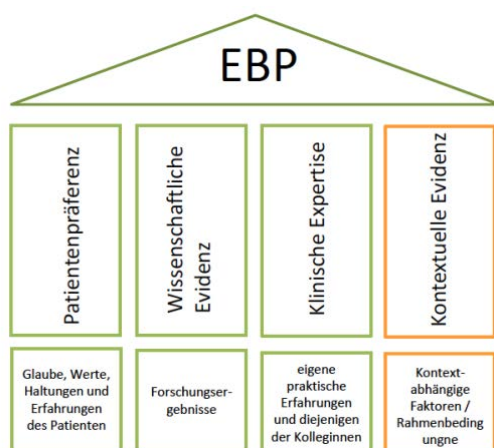 EBP
Patientenpräferenz
Wissenschaftliche
Evidenz
Klinische Expertise
Kontextuelle Evidenz
Glaube, Werte,
Haltungen und
Erfahrungen
des Patienten
Forschungser-
gebnisse
eigene
praktische
Erfahrungen
und diejenigen
der Kolleginnen
Kontext-
abhängige
Faktoren /
Rahmenbeding
ungne